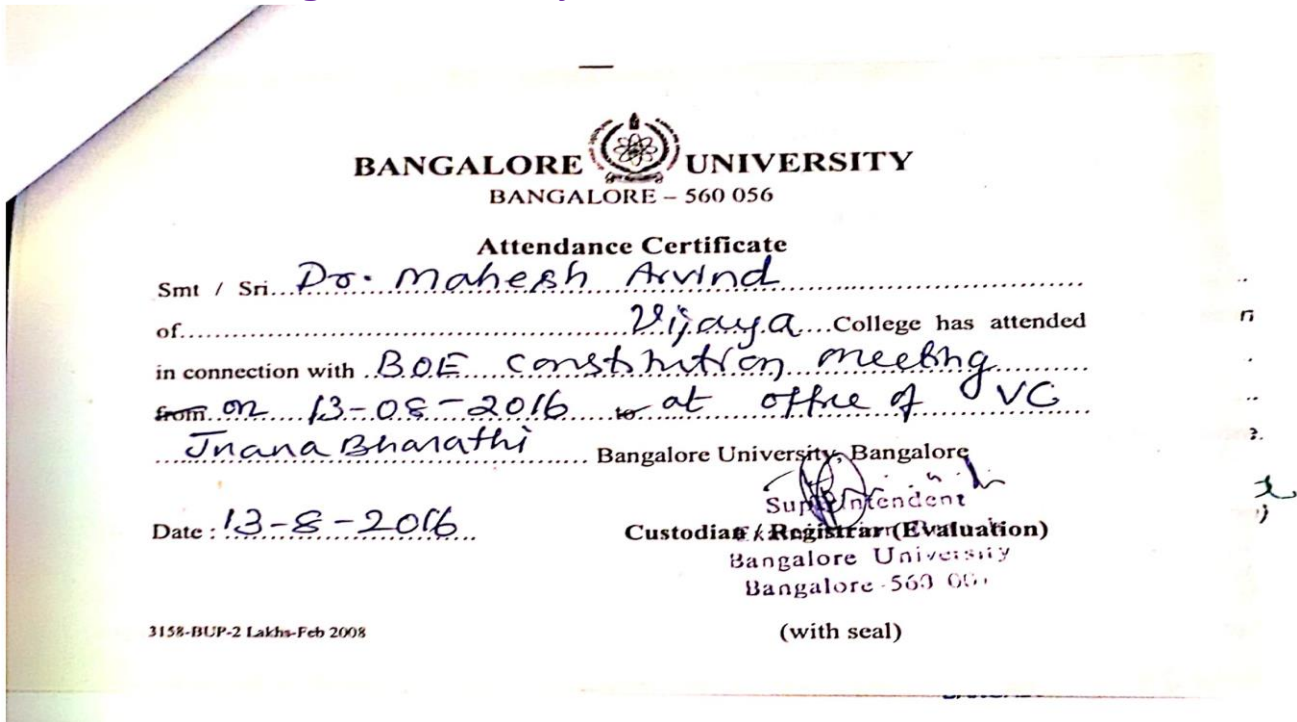 BANGALORE UNIVERSITY
BANGALORE – 560 056
Attendance Certificate
Smt / Sri Dr. Mahesh Arvind
of Vijaya College has attended
in connection with BOE constitution meeting
from on 13-08-2016 to at office of VC
Jnana Bharathi Bangalore University, Bangalore
Superintendent
Date : 13-8-2016 Custodian / Registrar (Evaluation)
Bangalore University
Bangalore-560
3158-BUP-2 Lakhs-Feb 2008 (with seal)